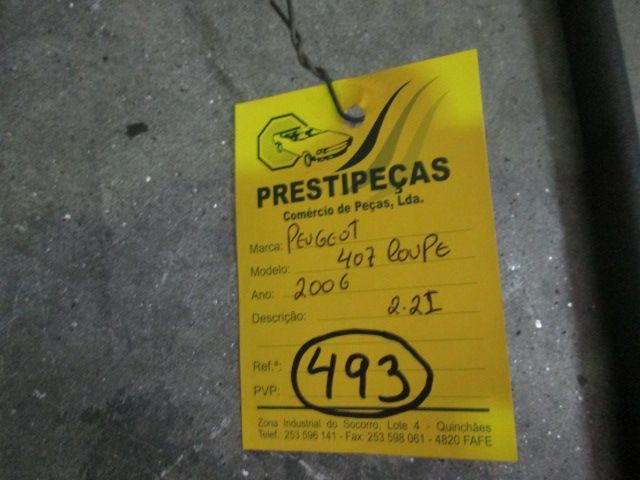 PRESTIPEÇAS
Comércio de Peças, Lda.
Marca: PEUGEOT
Modelo: 407 COUPE
Ano: 2006
Descrição: 2.2I
Ref.ª:
PVP: 493
Zona Industrial do Socorro, Lote 4 - Quinchães
Telef. 253 596 141 - Fax: 253 598 061 - 4820 FAFE